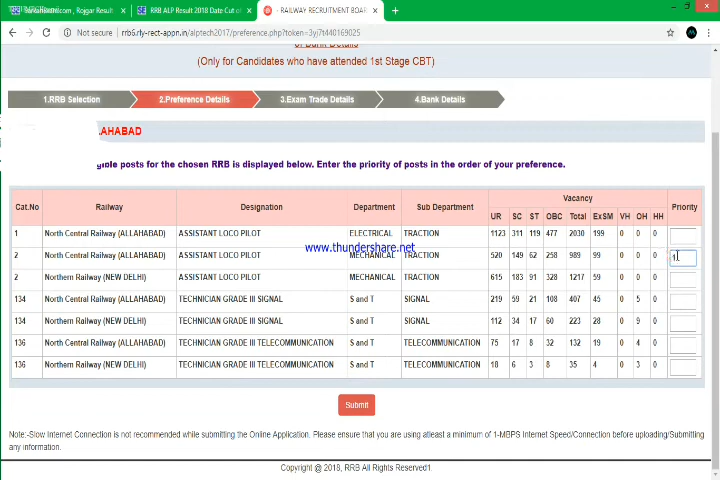 Sarkarinaukri.com , Rojgar Result
RRB ALP Result 2018 Date Cut of
RAILWAY RECRUITMENT BOAR
Not secure | rrb6.rly-rect-appn.in/alptech2017/preference.php?token=3yj7t440169025
of Bank Details
(Only for Candidates who have attended 1st Stage CBT)
1.RRB Selection 2.Preference Details 3.Exam Trade Details 4.Bank Details
AHABAD
posts for the chosen RRB is displayed below. Enter the priority of posts in the order of your preference.
Cat.No Railway Designation Department Sub Department Vacancy Priority
UR SC ST OBC Total ExSM VH OH HH
1 North Central Railway (ALLAHABAD) ASSISTANT LOCO PILOT ELECTRICAL TRACTION 1123 311 119 477 2030 199 0 0 0
www.thundershare.net
2 North Central Railway (ALLAHABAD) ASSISTANT LOCO PILOT MECHANICAL TRACTION 520 149 62 258 989 99 0 0 0 1
2 Northern Railway (NEW DELHI) ASSISTANT LOCO PILOT MECHANICAL TRACTION 615 183 91 328 1217 59 0 0 0
134 North Central Railway (ALLAHABAD) TECHNICIAN GRADE III SIGNAL S and T SIGNAL 219 59 21 108 407 45 0 5 0
134 Northern Railway (NEW DELHI) TECHNICIAN GRADE III SIGNAL S and T SIGNAL 112 34 17 60 223 28 0 9 0
136 North Central Railway (ALLAHABAD) TECHNICIAN GRADE III TELECOMMUNICATION S and T TELECOMMUNICATION 75 17 8 32 132 19 0 4 0
136 Northern Railway (NEW DELHI) TECHNICIAN GRADE III TELECOMMUNICATION S and T TELECOMMUNICATION 18 6 3 8 35 4 0 3 0
Submit
Note:-Slow Internet Connection is not recommended while submitting the Online Application, Please ensure that you are using atleast a minimum of 1-MBPS Internet Speed/Connection before uploading/Submitting
any information.
Copyright @ 2018, RRB All Rights Reserved1.